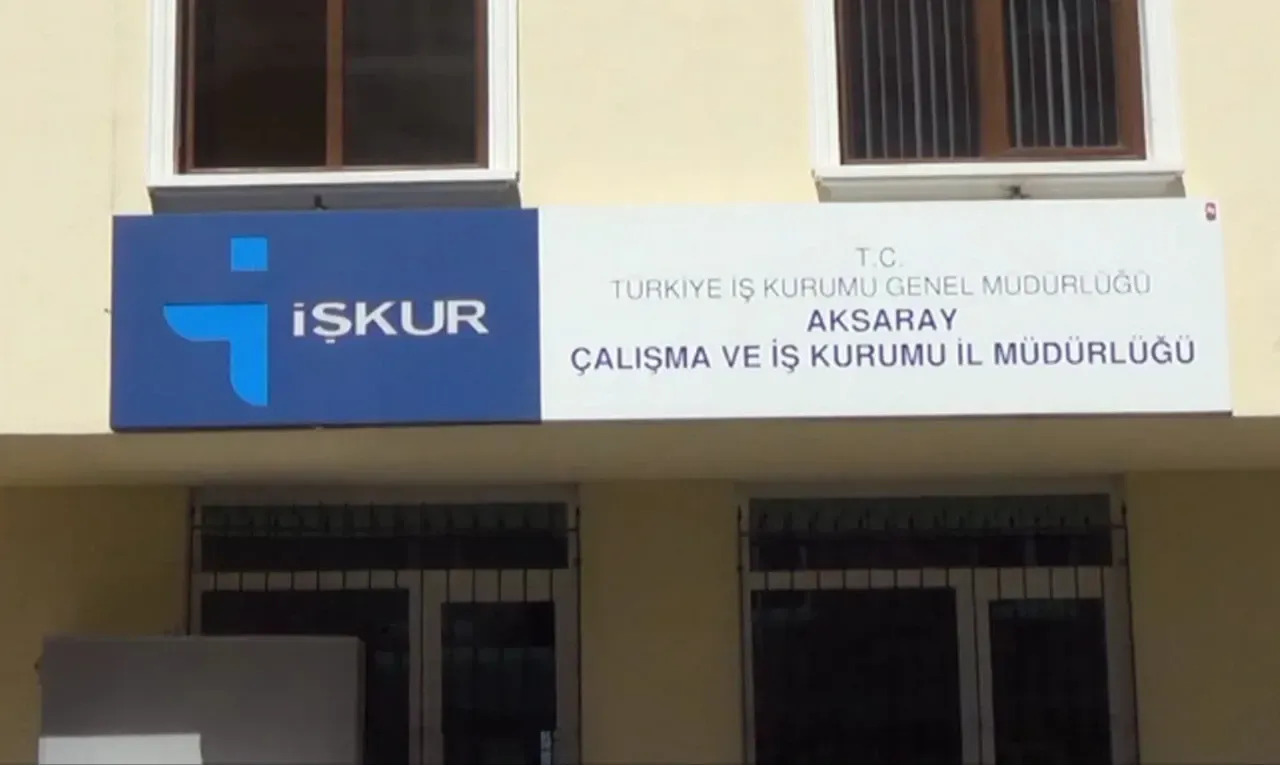 İŞKUR
T.C.
TÜRKİYE İŞ KURUMU GENEL MÜDÜRLÜĞÜ
AKSARAY
ÇALIŞMA VE İŞ KURUMU İL MÜDÜRLÜĞÜ